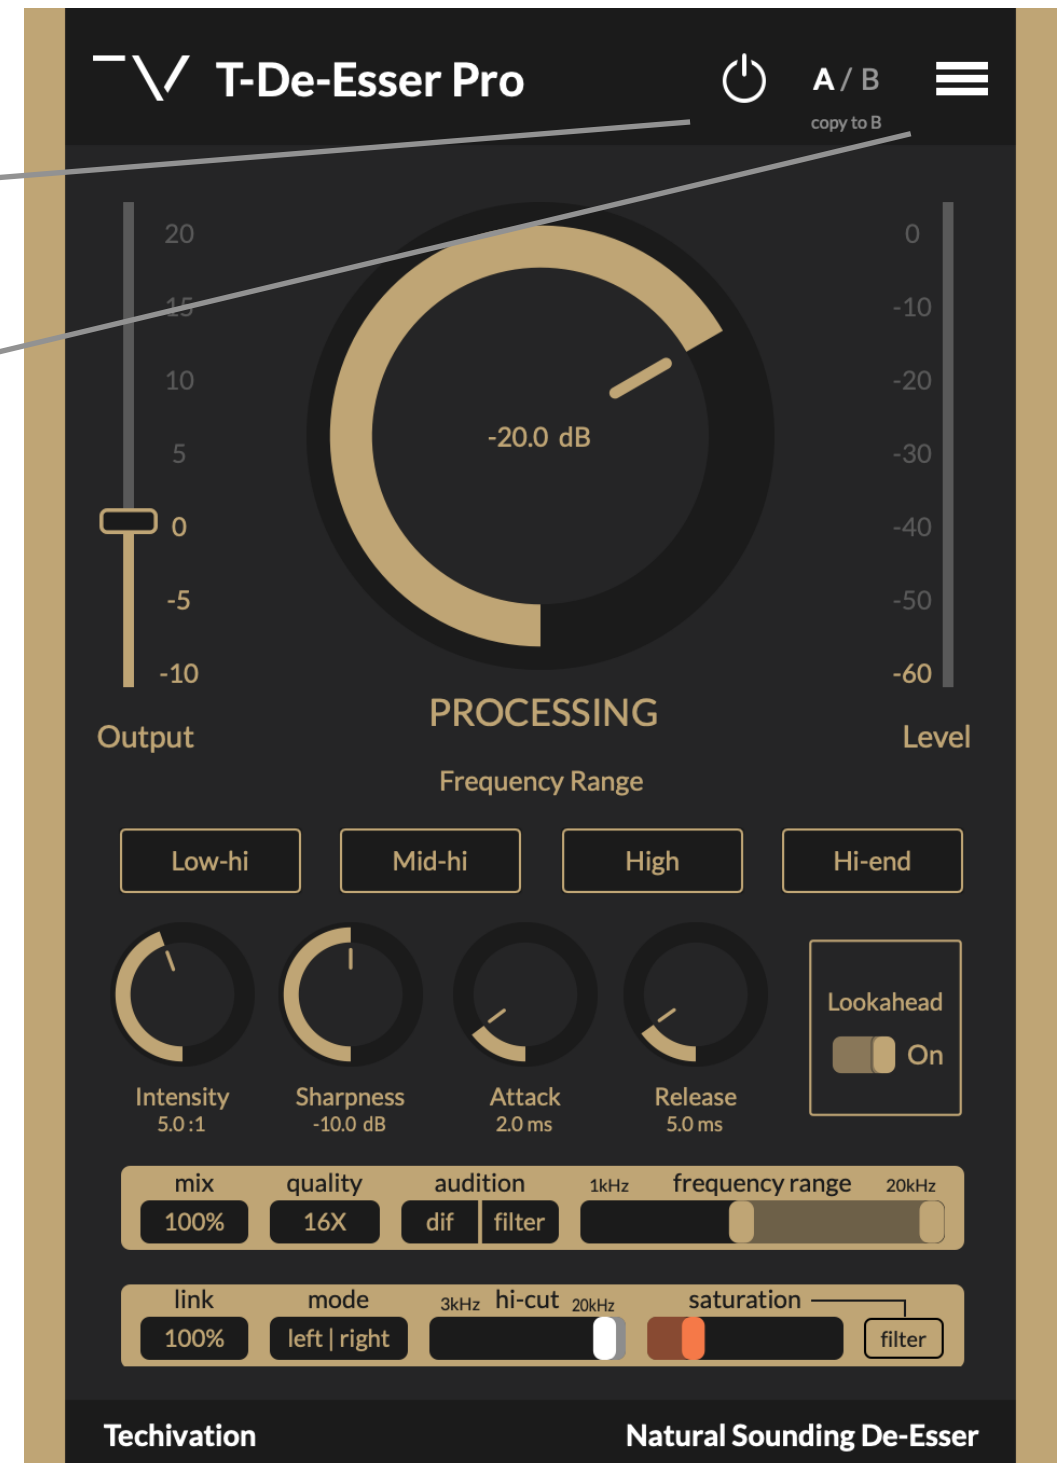 T-De-Esser Pro
A / B
copy to B
20
15
10
5
0
-5
-10
Output
-20.0 dB
PROCESSING
0
-10
-20
-30
-40
-50
-60
Level
Frequency Range
Low-hi
Mid-hi
High
Hi-end
Intensity
5.0 :1
Sharpness
-10.0 dB
Attack
2.0 ms
Release
5.0 ms
Lookahead
On
mix
100%
quality
16X
audition
dif | filter
1kHz frequency range 20kHz
link
100%
mode
left | right
3kHz hi-cut 20kHz
saturation
filter
Techivation
Natural Sounding De-Esser